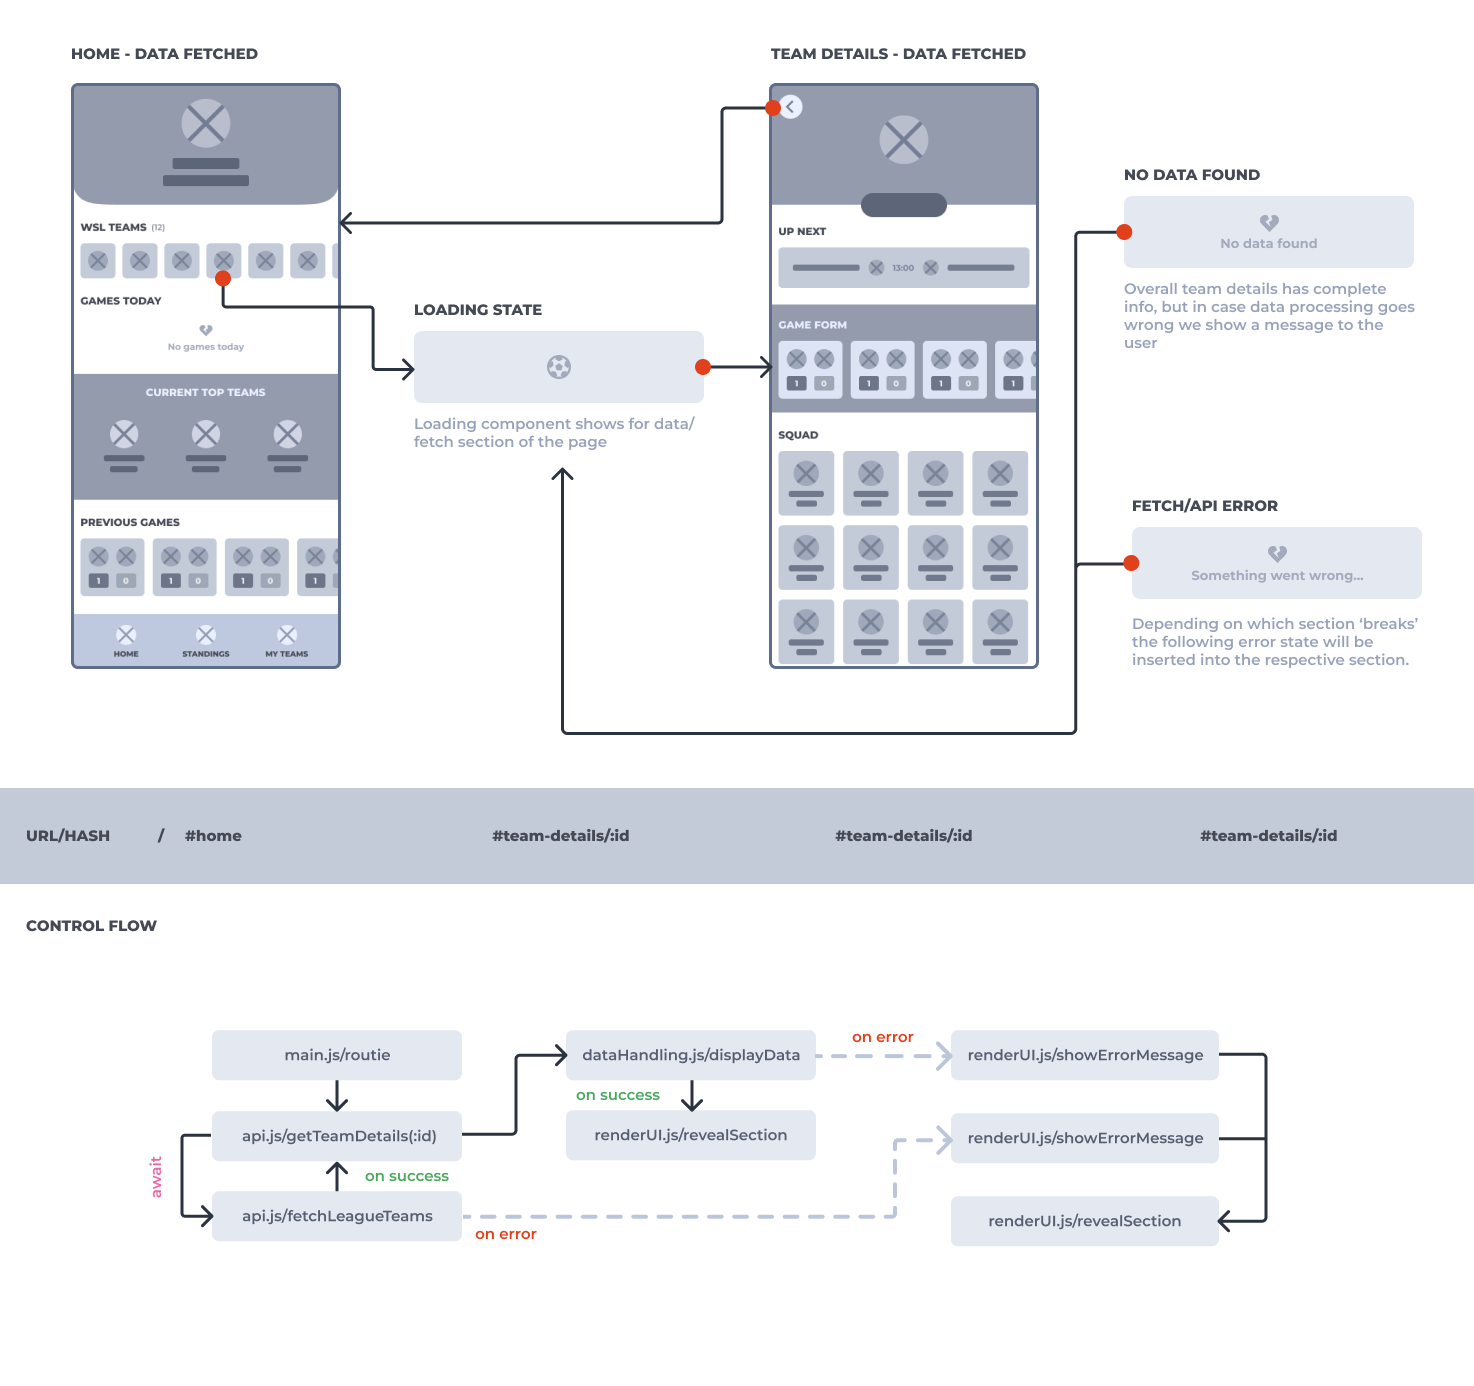 HOME - DATA FETCHED
WSL TEAMS (12)
GAMES TODAY
No games today
CURRENT TOP TEAMS
PREVIOUS GAMES
1 0 1 0 1 0 1
HOME STANDINGS MY TEAMS
LOADING STATE
Loading component shows for data/
fetch section of the page
TEAM DETAILS - DATA FETCHED
UP NEXT
13:00
GAME FORM
1 0 1 0 1 0 1
SQUAD
NO DATA FOUND
No data found
Overall team details has complete
info, but in case data processing goes
wrong we show a message to the
user
FETCH/API ERROR
Something went wrong...
Depending on which section ‘breaks’
the following error state will be
inserted into the respective section.
URL/HASH / #home #team-details/:id #team-details/:id #team-details/:id
CONTROL FLOW
main.js/routie
api.js/getTeamDetails(:id)
await
on success
api.js/fetchLeagueTeams
on error
dataHandling.js/displayData
on success
renderUI.js/revealSection
on error
renderUI.js/showErrorMessage
renderUI.js/showErrorMessage
renderUI.js/revealSection